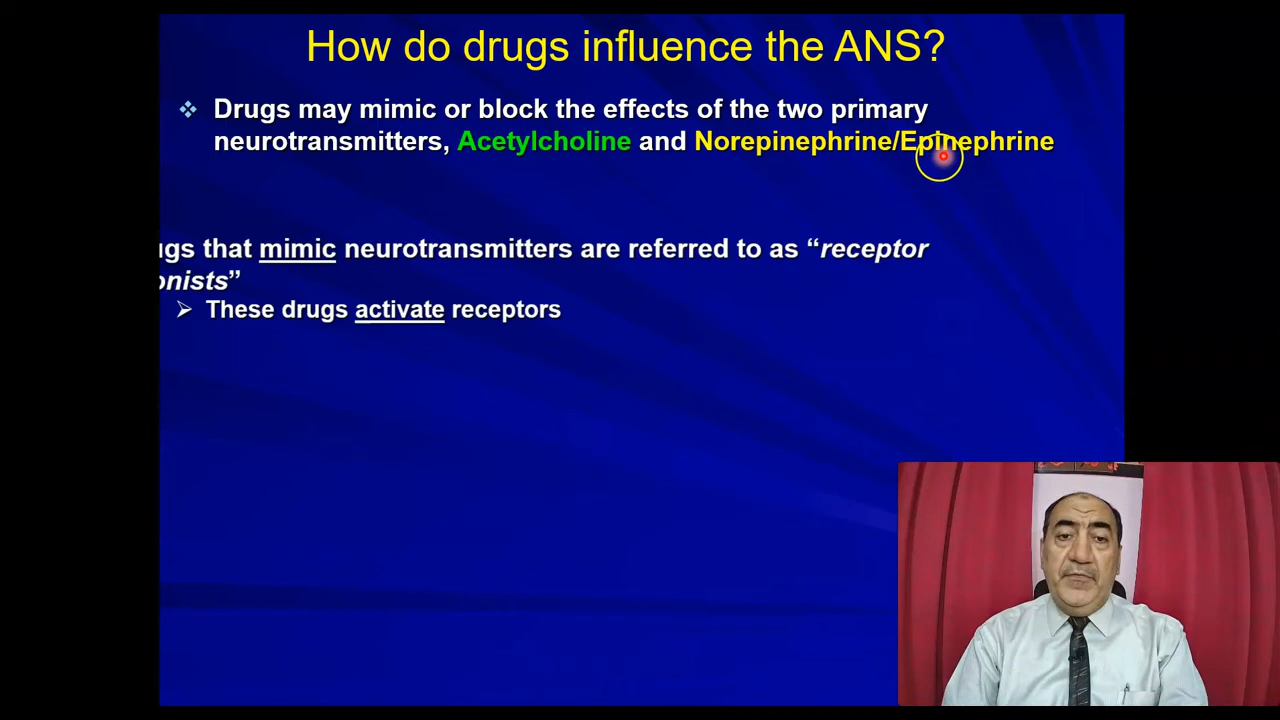 How do drugs influence the ANS?
Drugs may mimic or block the effects of the two primary
neurotransmitters, Acetylcholine and Norepinephrine/Epinephrine
ugs that mimic neurotransmitters are referred to as “receptor
onists”
These drugs activate receptors